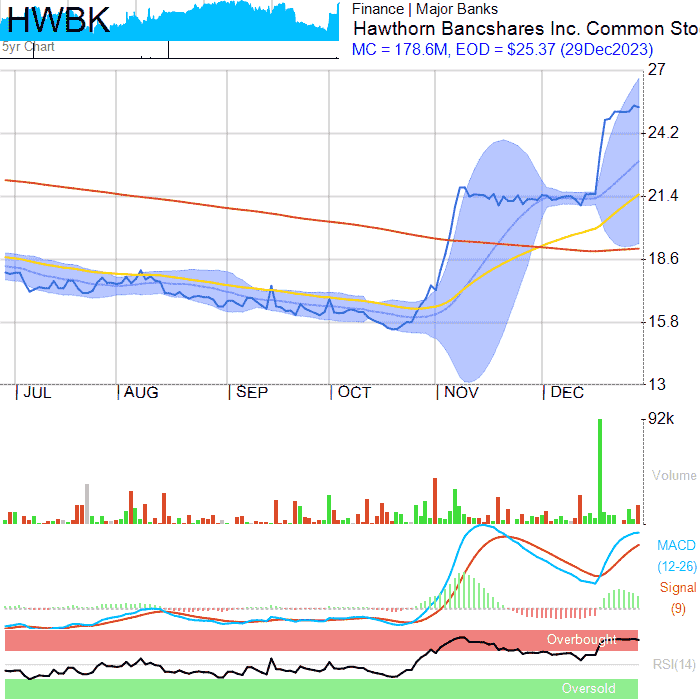 HWBK
5yr Chart
Finance | Major Banks
Hawthorn Bancshares Inc. Common Sto
MC = 178.6M, EOD = $25.37 (29Dec2023)
27
24.2
21.4
18.6
15.8
13
JUL
AUG
SEP
OCT
NOV
DEC
92k
Volume
MACD
(12-26)
Signal
(9)
Overbought
RSI(14)
Oversold